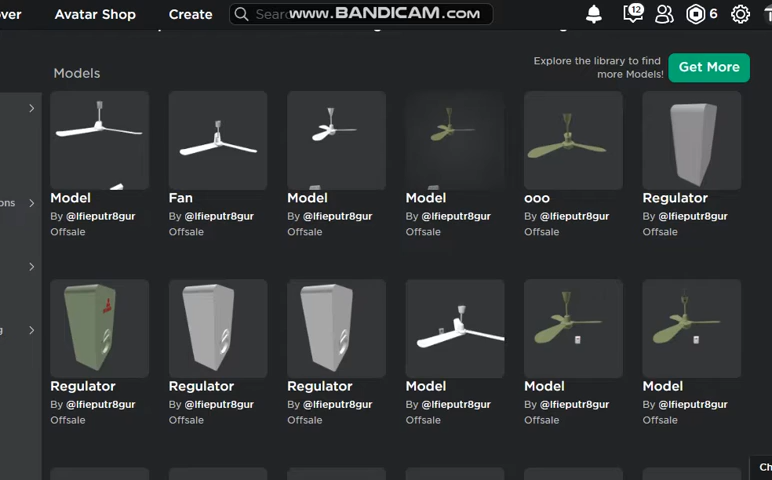 ver Avatar Shop Create Sear www.BANDICAM.com 12 6
Models
Explore the library to find
more Models!
Get More
ons
g
Model Fan Model Model ooo Regulator
By @lfieputr8gur By @lfieputr8gur By @lfieputr8gur By @lfieputr8gur By @lfieputr8gur By @lfieputr8gur
Offsale Offsale Offsale Offsale Offsale Offsale
Regulator Regulator Regulator Model Model Model
By @lfieputr8gur By @lfieputr8gur By @lfieputr8gur By @lfieputr8gur By @lfieputr8gur By @lfieputr8gur
Offsale Offsale Offsale Offsale Offsale Offsale
Ch